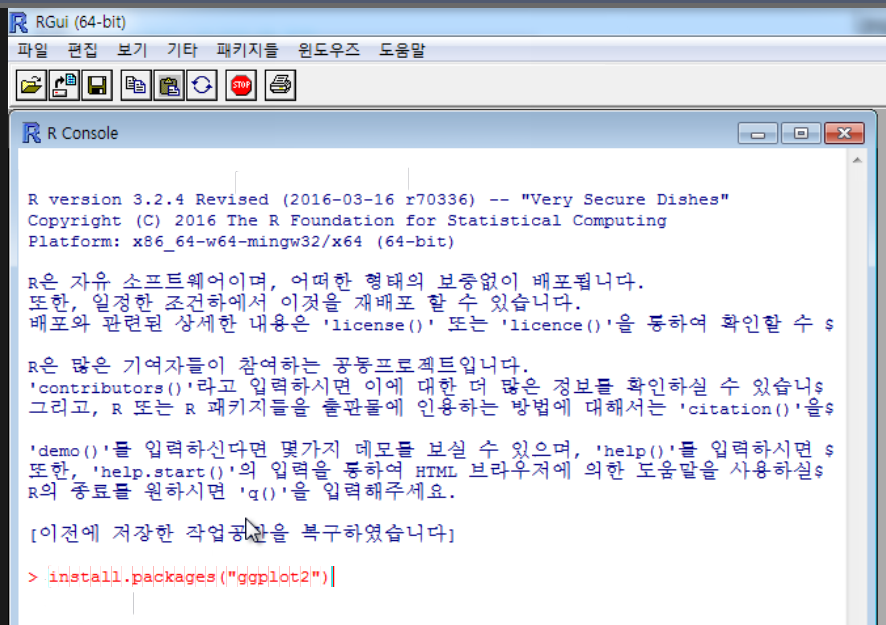 RGui (64-bit)
파일 편집 보기 기타 패키지들 윈도우즈 도움말
STOP
R Console
R version 3.2.4 Revised (2016-03-16 r70336) -- "Very Secure Dishes"
Copyright (C) 2016 The R Foundation for Statistical Computing
Platform: x86_64-w64-mingw32/x64 (64-bit)
R은 자유 소프트웨어이며, 어떠한 형태의 보증없이 배포됩니다.
또한, 일정한 조건하에서 이것을 재배포 할 수 있습니다.
배포와 관련된 상세한 내용은 'license()' 또는 'licence()'을 통하여 확인할 수 $
R은 많은 기여자들이 참여하는 공동프로젝트입니다.
'contributors()'라고 입력하시면 이에 대한 더 많은 정보를 확인하실 수 있습니$
그리고, R 또는 R 패키지들을 출판물에 인용하는 방법에 대해서는 'citation()'을$
'demo()'를 입력하신다면 몇가지 데모를 보실 수 있으며, 'help()'를 입력하시면 $
또한, 'help.start()'의 입력을 통하여 HTML 브라우저에 의한 도움말을 사용하실$
R의 종료를 원하시면 'q()'을 입력해주세요.
[이전에 저장한 작업공간을 복구하였습니다]
> install.packages("ggplot2")